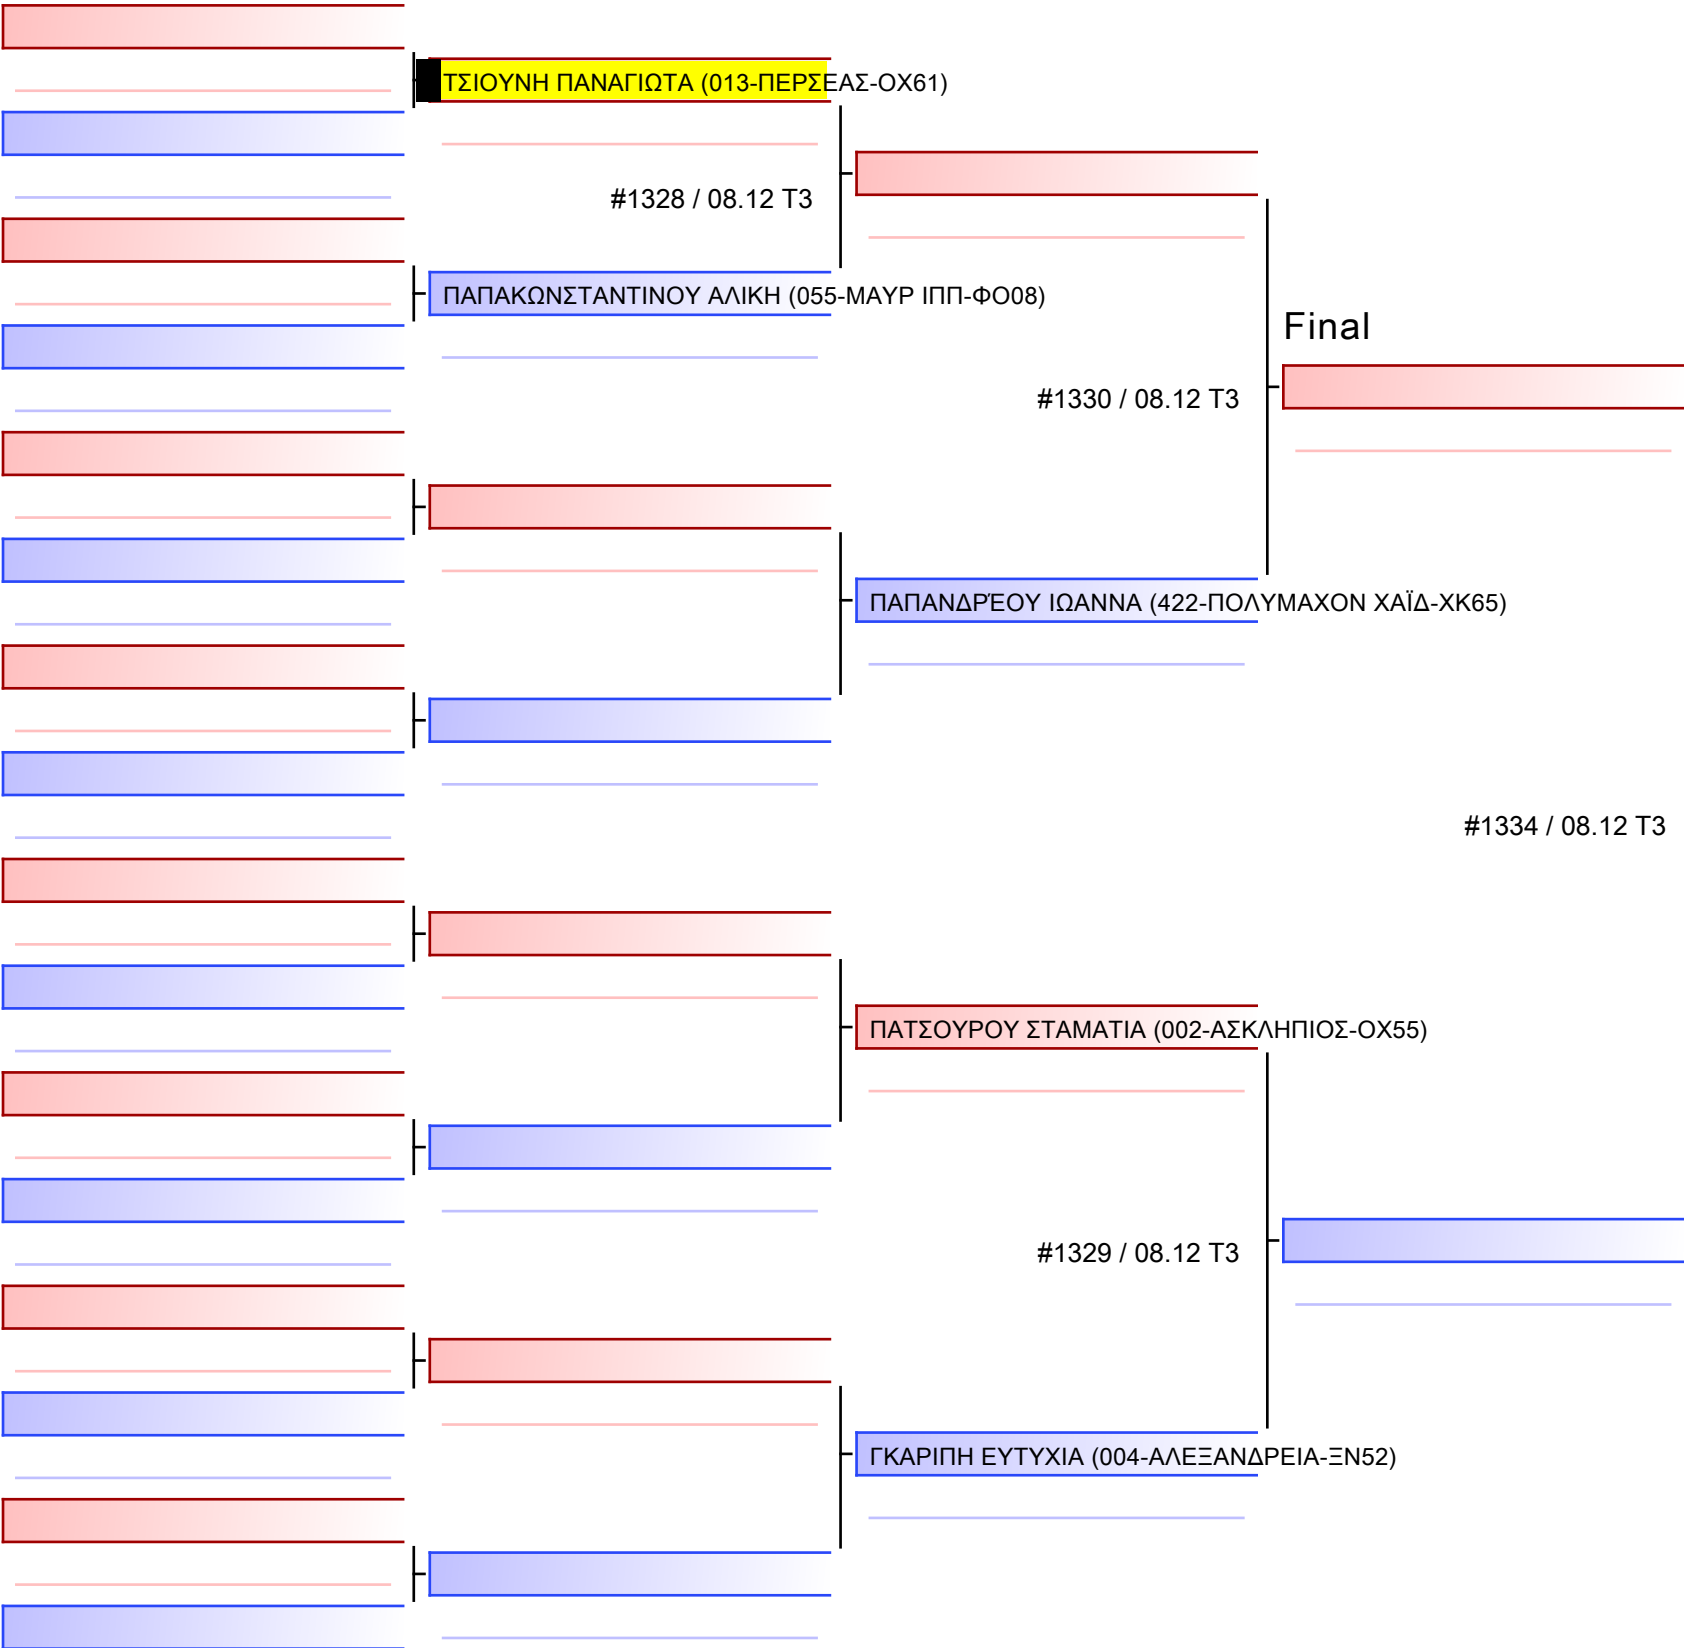 ΤΣΙΟΥΝΗ ΠΑΝΑΓΙΩΤΑ (013-ΠΕΡΣΕΑΣ-ΟΧ61)
#1328 / 08.12 T3
ΠΑΠΑΚΩΝΣΤΑΝΤΙΝΟΥ ΑΛΙΚΗ (055-ΜΑΥΡ ΙΠΠ-ΦΟ08)
Final
#1330 / 08.12 T3
ΠΑΠΑΝΔΡΈΟΥ ΙΩΑΝΝΑ (422-ΠΟΛΥΜΑΧΟΝ ΧΑΪΔ-ΧΚ65)
#1334 / 08.12 T3
ΠΑΤΣΟΥΡΟΥ ΣΤΑΜΑΤΙΑ (002-ΑΣΚΛΗΠΙΟΣ-ΟΧ55)
#1329 / 08.12 T3
ΓΚΑΡΙΠΗ ΕΥΤΥΧΙΑ (004-ΑΛΕΞΑΝΔΡΕΙΑ-ΞΝ52)